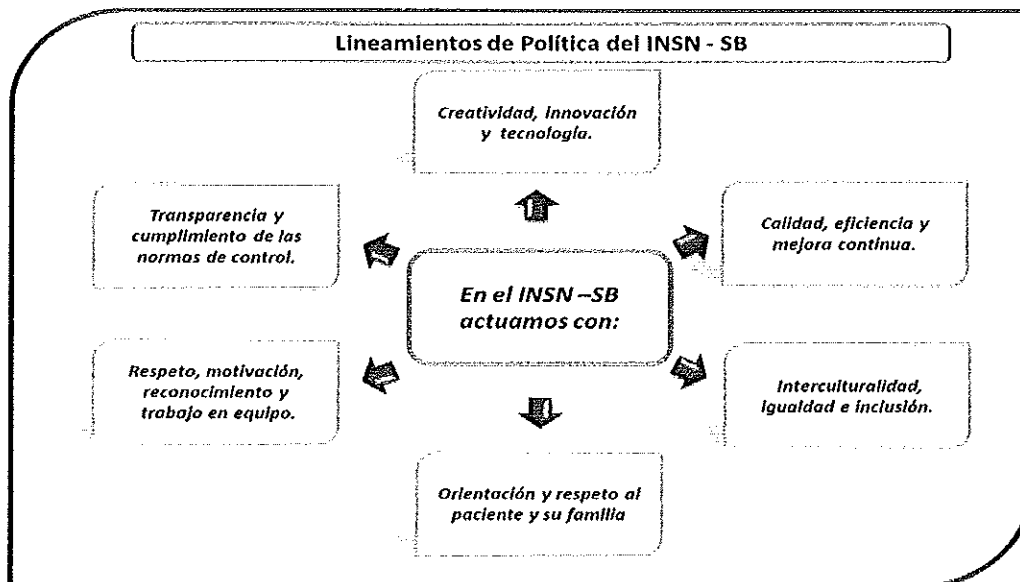 Lineamientos de Política del INSN - SB
Creatividad, innovación
y tecnología.
Transparencia y
cumplimiento de las
normas de control.
Calidad, eficiencia y
mejora continua.
En el INSN –SB
actuamos con:
Respeto, motivación,
reconocimiento y
trabajo en equipo.
Interculturalidad,
igualdad e inclusión.
Orientación y respeto al
paciente y su familia